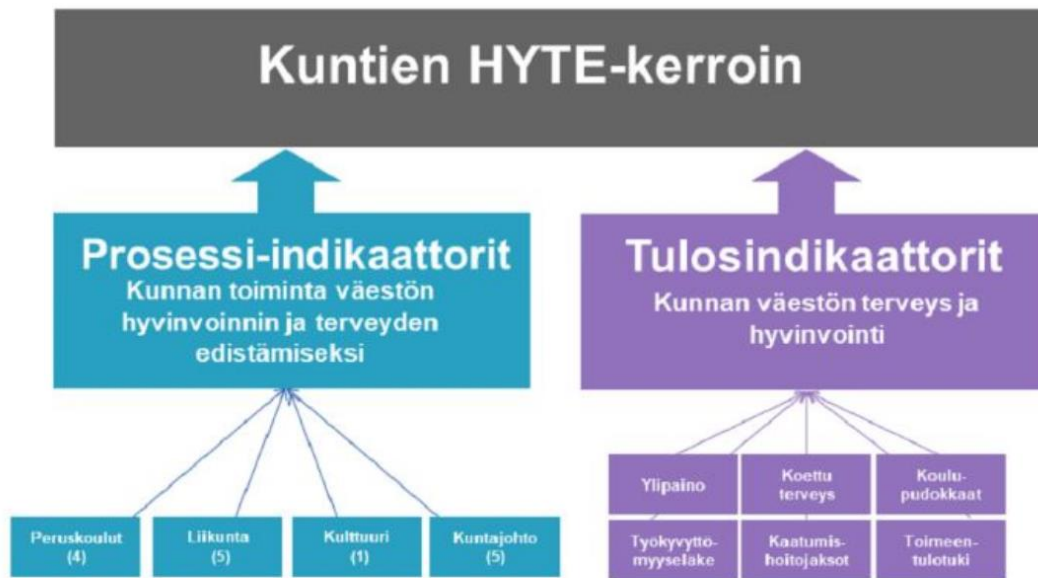 Kuntien HYTE-kerroin
Prosessi-indikaattorit
Kunnan toiminta väestön
hyvinvoinnin ja terveyden
edistämiseksi
Tulosindikaattorit
Kunnan väestön terveys ja
hyvinvointi
Peruskoulut
(4)
Liikunta
(5)
Kulttuuri
(1)
Kuntajohto
(5)
Ylipaino
Koettu
terveys
Koulu-
pudokkaat
Työkyvyttö-
myyseläke
Kaatumis-
hoitojaksot
Toimeen-
tulotuki